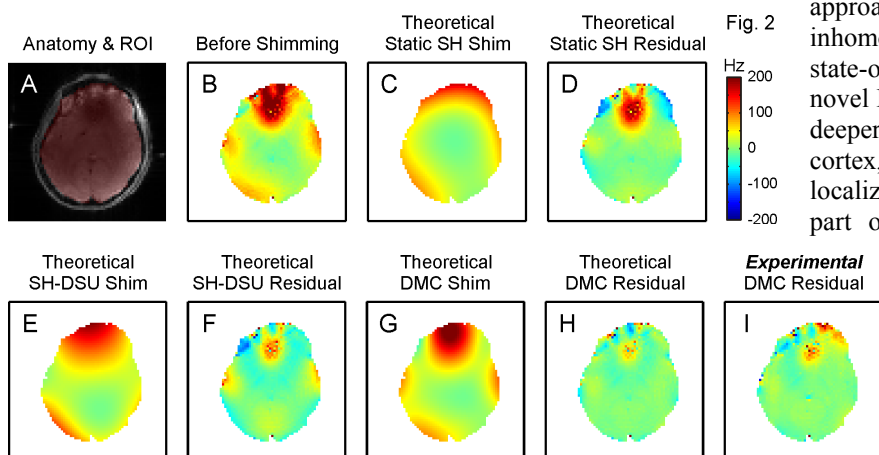 Anatomy & ROI
Before Shimming
Theoretical
Static SH Shim
Theoretical
Static SH Residual
Fig. 2
A
B
C
D
Hz
200
100
0
-100
-200
Theoretical
SH-DSU Shim
Theoretical
SH-DSU Residual
Theoretical
DMC Shim
Theoretical
DMC Residual
Experimental
DMC Residual
E
F
G
H
I
inhomo
state-o
novel
deeper
cortex,
localiz
part o